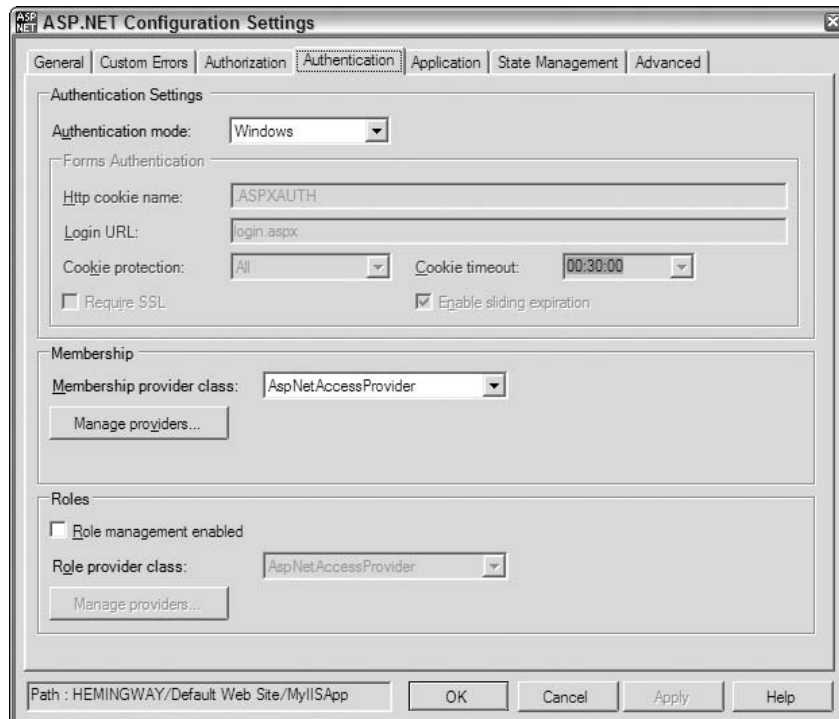 ASP NET ASP.NET Configuration Settings
General Custom Errors Authorization Authentication Application State Management Advanced
Authentication Settings
Authentication mode: Windows
Forms Authentication
Http cookie name: .ASPXAUTH
Login URL: login.aspx
Cookie protection: All Cookie timeout: 00:30:00
Require SSL Enable sliding expiration
Membership
Membership provider class: AspNetAccessProvider
Manage providers...
Roles
Role management enabled
Role provider class: AspNetAccessProvider
Manage providers...
Path : HEMINGWAY/Default Web Site/MyIISApp OK Cancel Apply Help